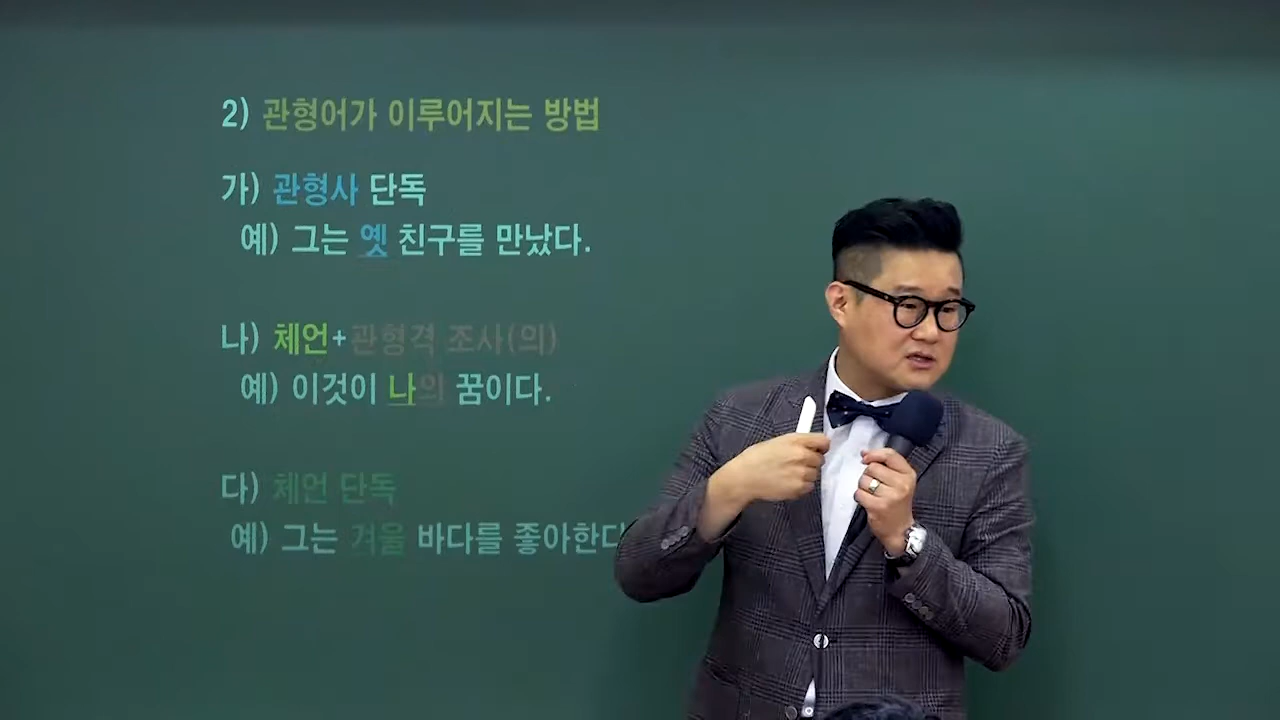 2) 관형어가 이루어지는 방법
가) 관형사 단독
예) 그는 옛 친구를 만났다.
나) 체언+관형격 조사(의)
예) 이것이 나의 꿈이다.
다) 체언 단독
예) 그는 겨울 바다를 좋아한다